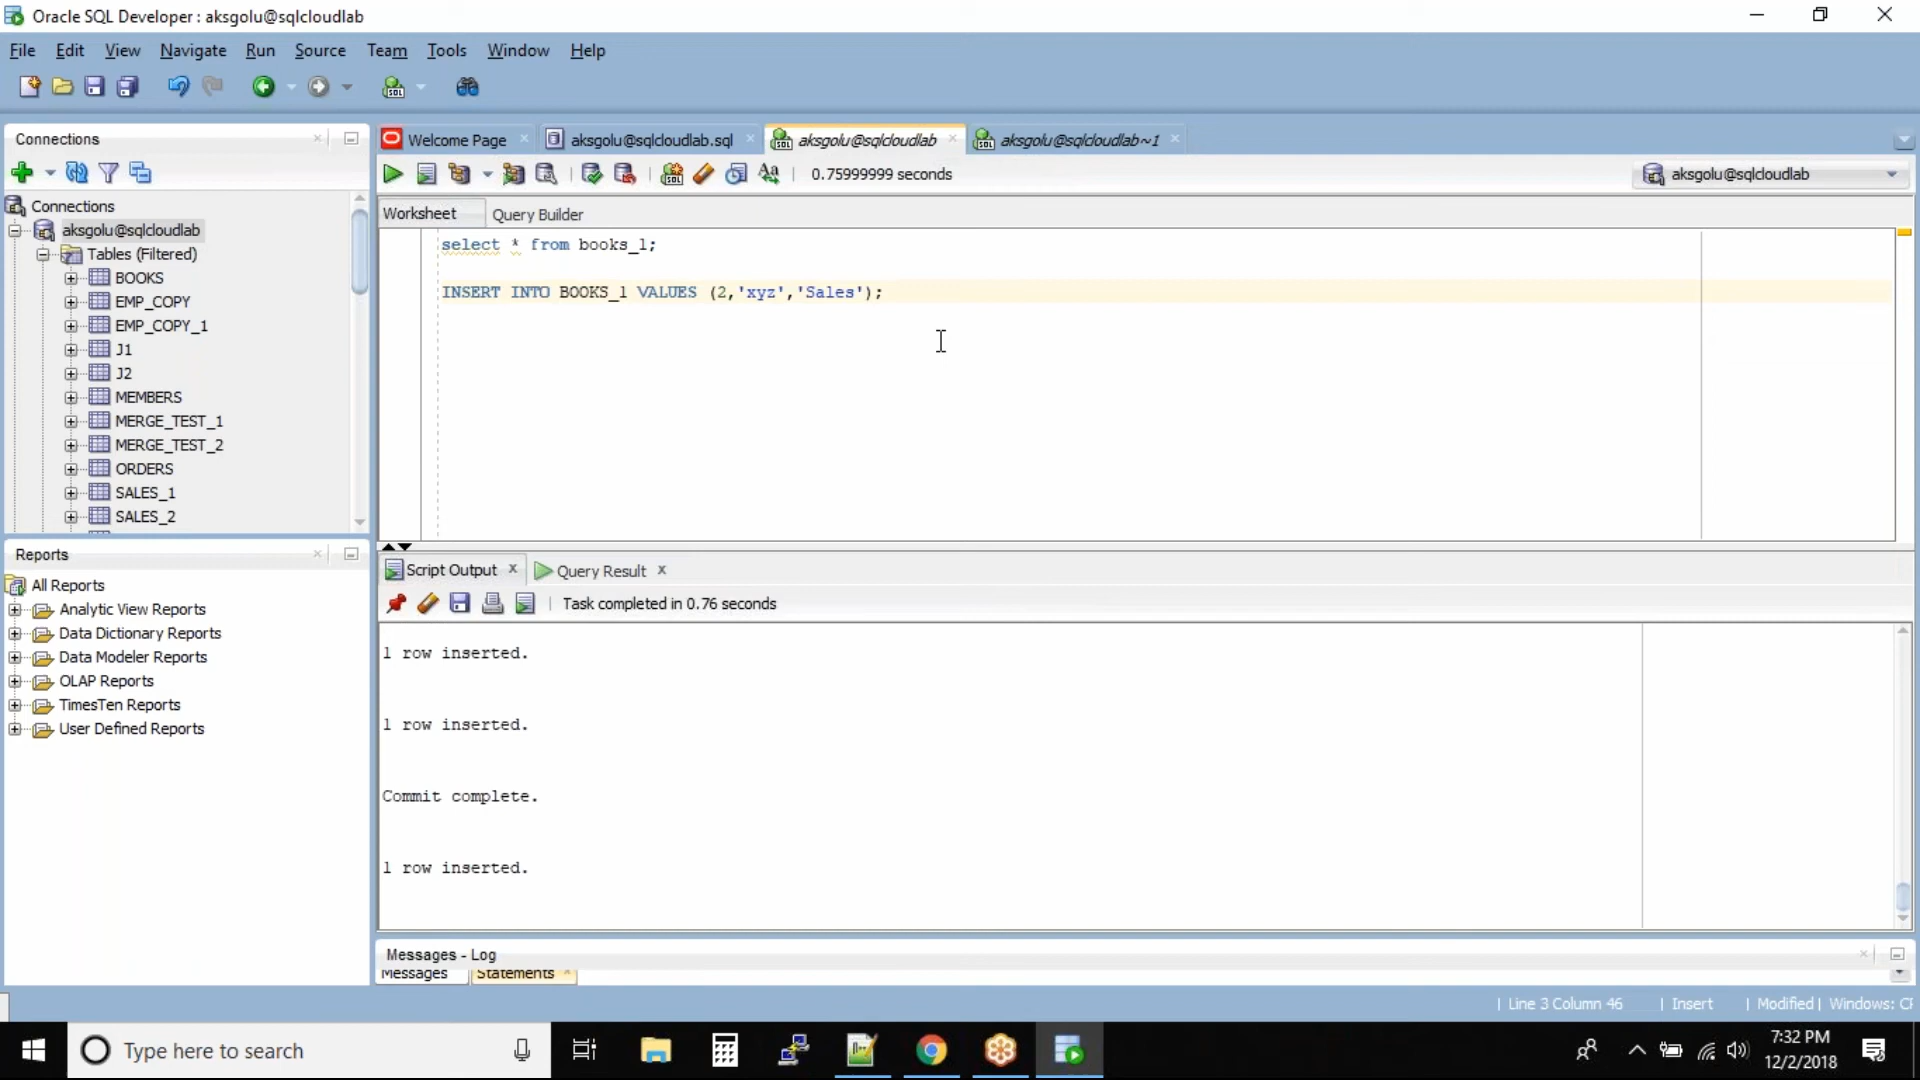 Oracle SQL Developer : aksgolu@sqlcloudlab
File Edit View Navigate Run Source Team Tools Window Help
Connections
Welcome Page aksgolu@sqlcloudlab.sql aksgolu@sqlcloudlab aksgolu@sqlcloudlab~1
0.75999999 seconds
aksgolu@sqlcloudlab
Worksheet Query Builder
Connections
aksgolu@sqlcloudlab
Tables (Filtered)
BOOKS
EMP_COPY
EMP_COPY_1
J1
J2
MEMBERS
MERGE_TEST_1
MERGE_TEST_2
ORDERS
SALES_1
SALES_2
select * from books_1;
INSERT INTO BOOKS_1 VALUES (2,'xyz','Sales');
Reports
All Reports
Analytic View Reports
Data Dictionary Reports
Data Modeler Reports
OLAP Reports
TimesTen Reports
User Defined Reports
Script Output Query Result
Task completed in 0.76 seconds
1 row inserted.
1 row inserted.
Commit complete.
1 row inserted.
Messages - Log
Messages Statements
Line 3 Column 46 Insert Modified Windows: C
Type here to search
7:32 PM
12/2/2018